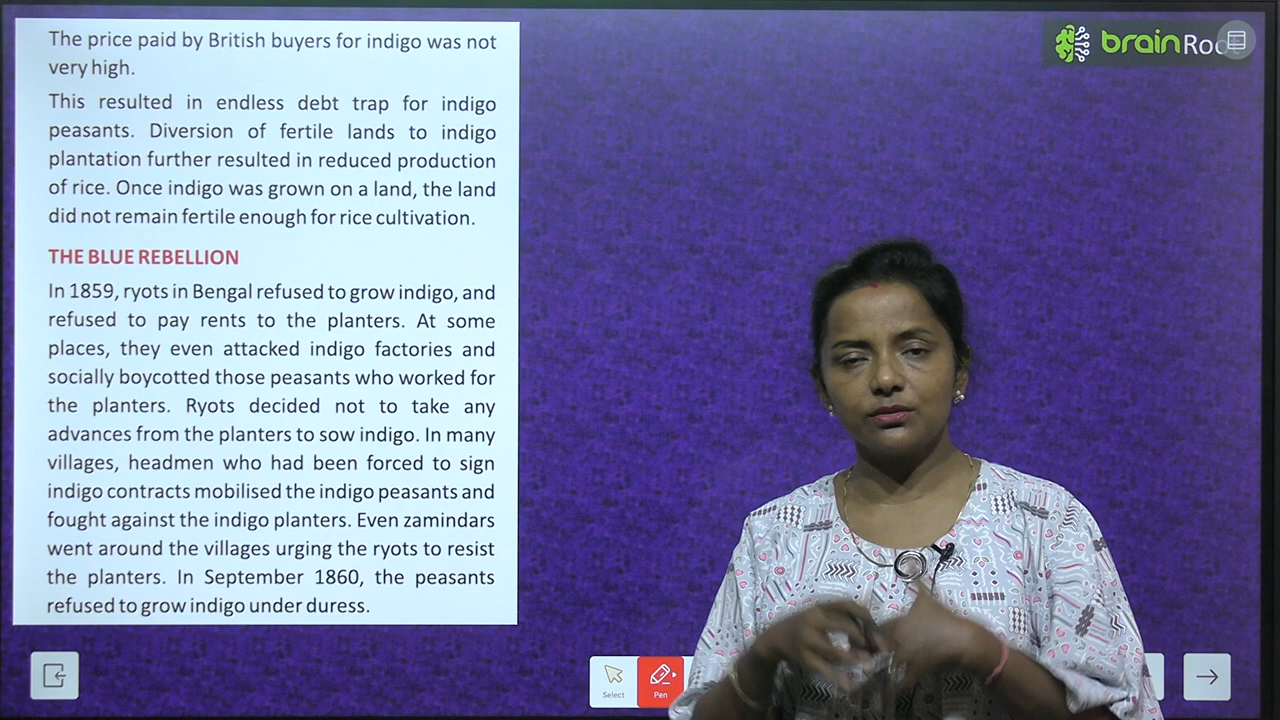 The price paid by British buyers for indigo was not
very high.
This resulted in endless debt trap for indigo
peasants. Diversion of fertile lands to indigo
plantation further resulted in reduced production
of rice. Once indigo was grown on a land, the land
did not remain fertile enough for rice cultivation.
THE BLUE REBELLION
In 1859, ryots in Bengal refused to grow indigo, and
refused to pay rents to the planters. At some
places, they even attacked indigo factories and
socially boycotted those peasants who worked for
the planters. Ryots decided not to take any
advances from the planters to sow indigo. In many
villages, headmen who had been forced to sign
indigo contracts mobilised the indigo peasants and
fought against the indigo planters. Even zamindars
went around the villages urging the ryots to resist
the planters. In September 1860, the peasants
refused to grow indigo under duress.
brainRoot
Select
Pen